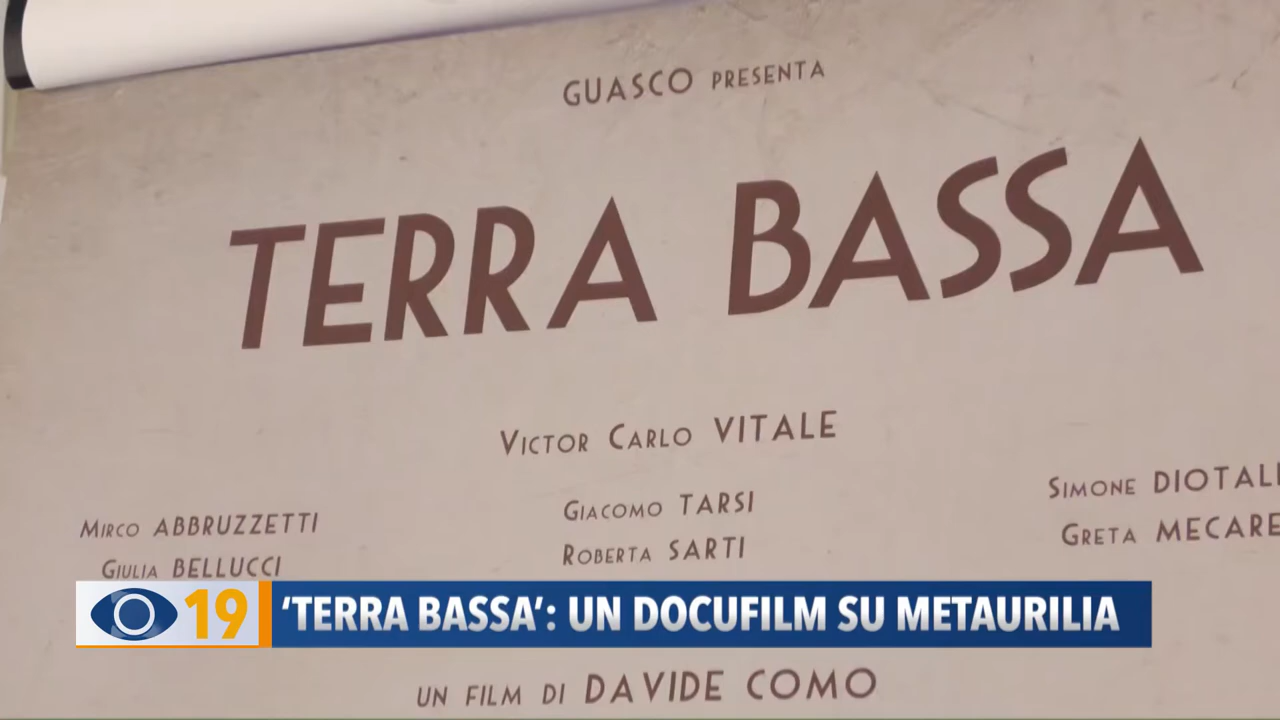 GUASCO PRESENTA
TERRA BASSA
VICTOR CARLO VITALE
MIRCO ABBRUZZETTI
GIACOMO TARSI
SIMONE
GIULIA BELLUCCI
ROBERTA SARTI
GRETA
19
‘TERRA BASSA’: UN DOCUFILM SU METAURILIA
UN FILM DI DAVIDE COMO